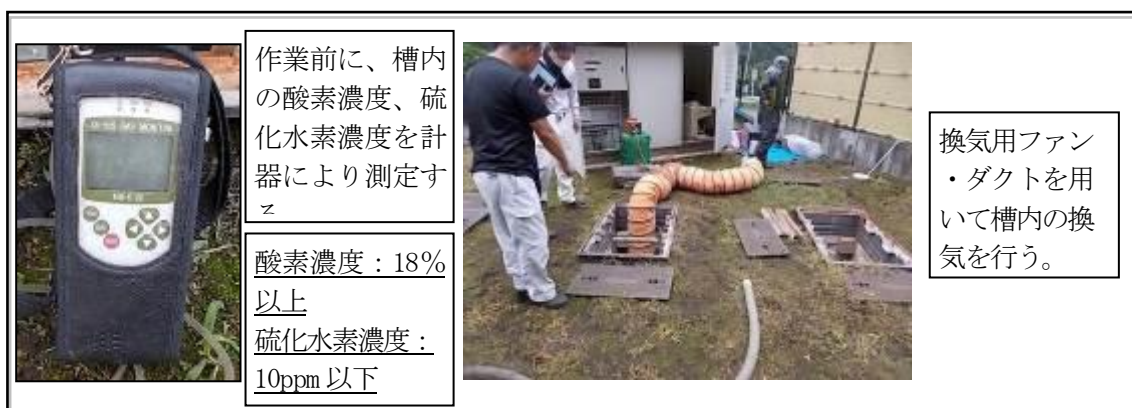 作業前に、槽内
の酸素濃度、硫
化水素濃度を計
器により測定す
酸素濃度：18%
以上
硫化水素濃度：
10ppm 以下
換気用ファン
・ダクトを用
いて槽内の換
気を行う。